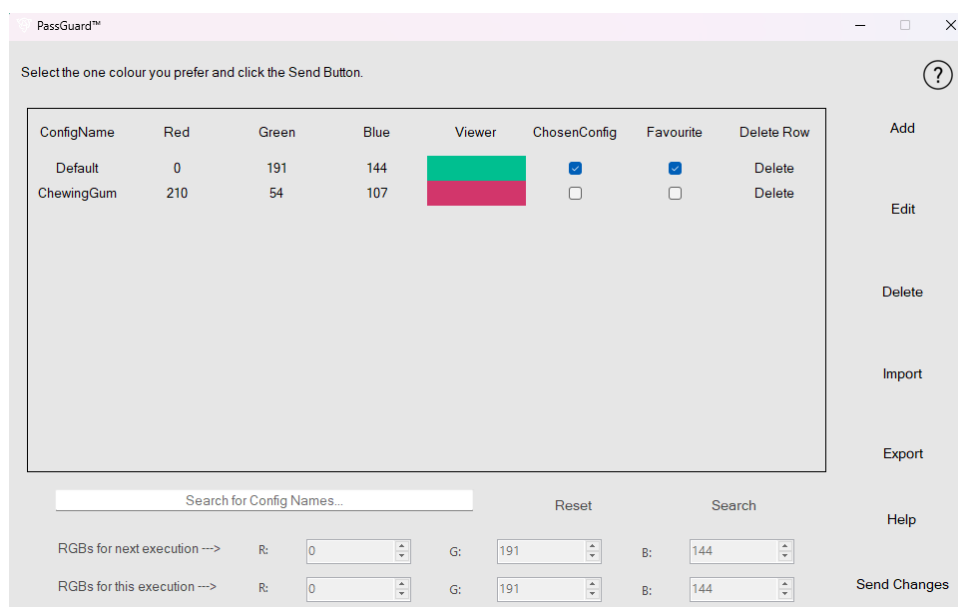 PassGuard™
Select the one colour you prefer and click the Send Button.
?
ConfigName Red Green Blue Viewer ChosenConfig Favourite Delete Row
Default 0 191 144 Delete
ChewingGum 210 54 107 Delete
Add
Edit
Delete
Import
Export
Help
Send Changes
Search for Config Names... Reset Search
RGBs for next execution ---> R: 0 G: 191 B: 144
RGBs for this execution ---> R: 0 G: 191 B: 144